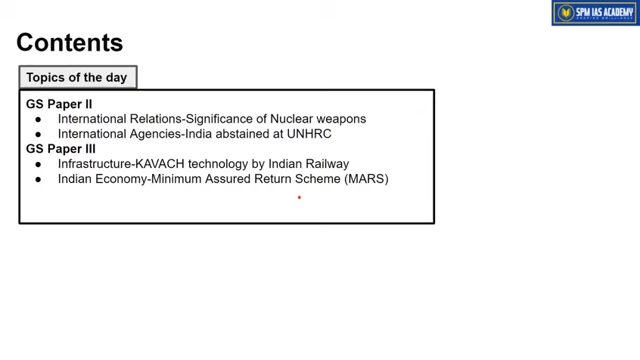 SPM IAS ACADEMY
Contents
Topics of the day
GS Paper II
● International Relations-Significance of Nuclear weapons
● International Agencies-India abstained at UNHRC
GS Paper III
● Infrastructure-KAVACH technology by Indian Railway
● Indian Economy-Minimum Assured Return Scheme (MARS)